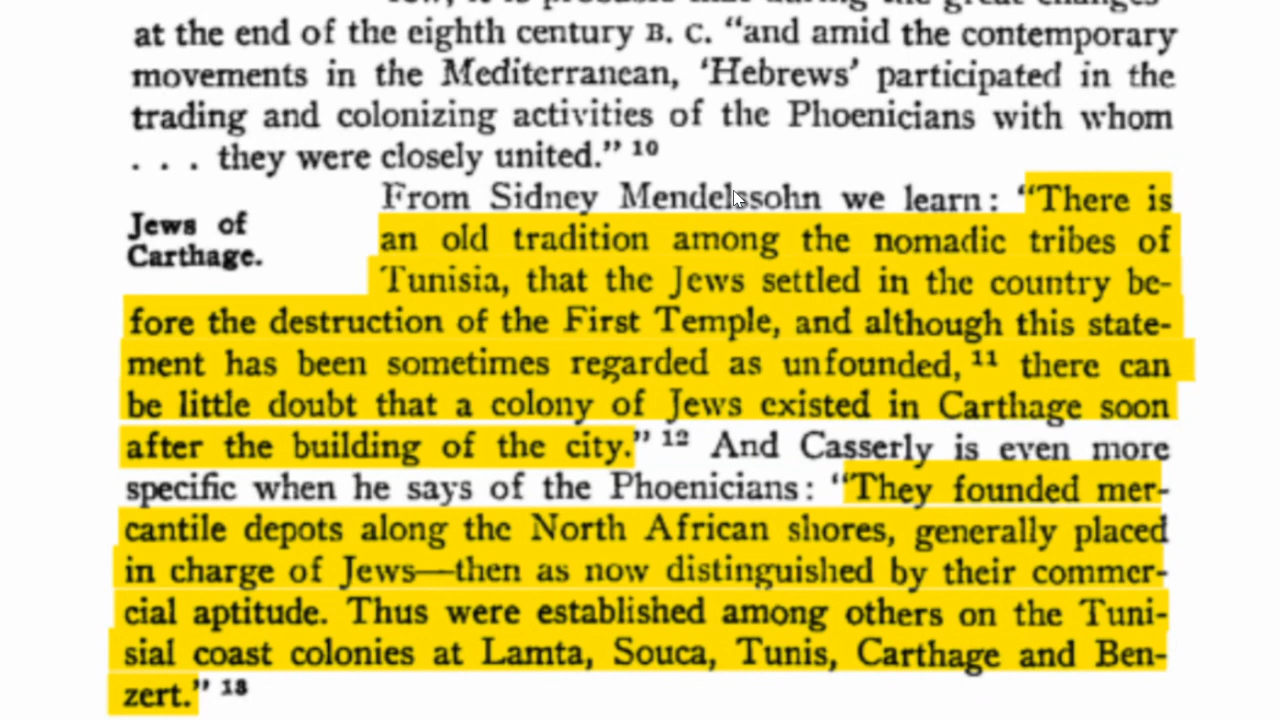 at the end of the eighth century B. C. “and amid the contemporary
movements in the Mediterranean, ‘Hebrews’ participated in the
trading and colonizing activities of the Phoenicians with whom
. . . they were closely united.” 10
From Sidney Mendelssohn we learn: “There is
Jews of
Carthage.
an old tradition among the nomadic tribes of
Tunisia, that the Jews settled in the country be-
fore the destruction of the First Temple, and although this state-
ment has been sometimes regarded as unfounded, 11 there can
be little doubt that a colony of Jews existed in Carthage soon
after the building of the city.” 12 And Casserly is even more
specific when he says of the Phoenicians: “They founded mer-
cantile depots along the North African shores, generally placed
in charge of Jews—then as now distinguished by their commer-
cial aptitude. Thus were established among others on the Tuni-
sial coast colonies at Lamta, Souca, Tunis, Carthage and Ben-
zert.” 13